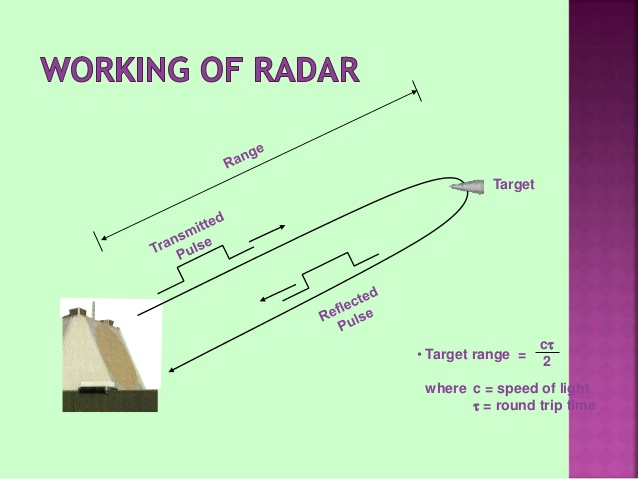 WORKING OF RADAR
Range
Target
Transmitted
Pulse
Reflected
Pulse
• Target range = cτ
2
where c = speed of light
τ = round trip time